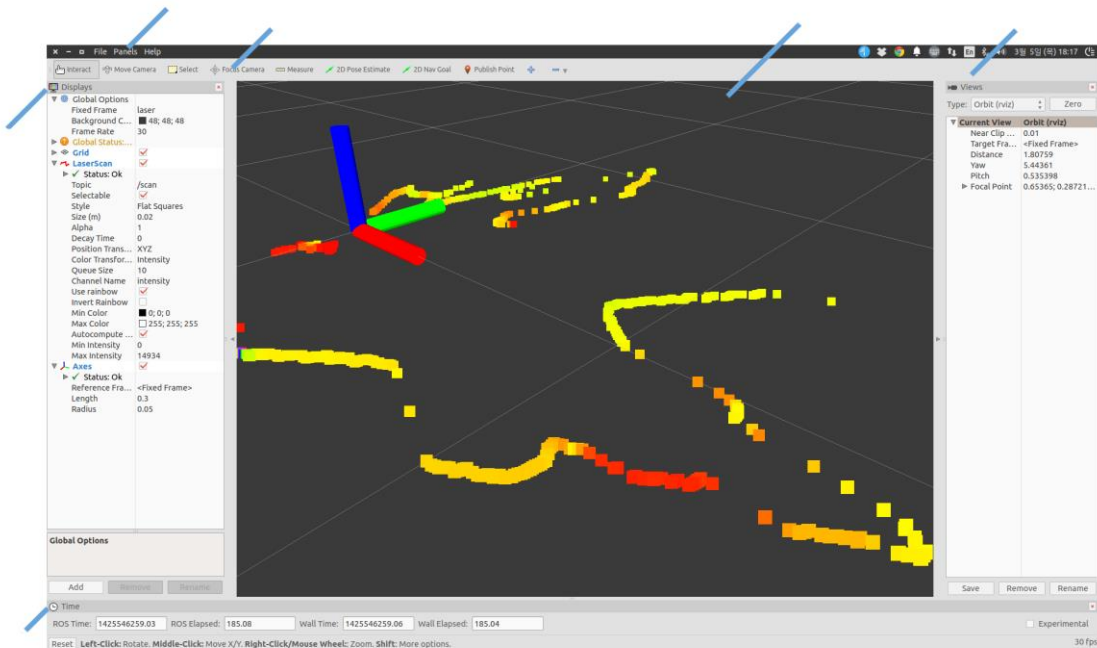 File Panels Help
En 3월 5일 (목) 18:17
Interact Move Camera Select Focus Camera Measure 2D Pose Estimate 2D Nav Goal Publish Point
Displays
Global Options
Fixed Frame laser
Background C... 48; 48; 48
Frame Rate 30
Global Status:...
Grid
LaserScan
Status: Ok
Topic /scan
Selectable
Style Flat Squares
Size (m) 0.02
Alpha 1
Decay Time 0
Position Trans... XYZ
Color Transfor... Intensity
Queue Size 10
Channel Name intensity
Use rainbow
Invert Rainbow
Min Color 0; 0; 0
Max Color 255; 255; 255
Autocompute ...
Min Intensity 0
Max Intensity 14934
Axes
Status: Ok
Reference Fra... <Fixed Frame>
Length 0.3
Radius 0.05
Global Options
Add Remove Rename
Views
Type: Orbit (rviz) Zero
Current View Orbit (rviz)
Near Clip ... 0.01
Target Fra... <Fixed Frame>
Distance 1.80759
Yaw 5.44361
Pitch 0.535398
Focal Point 0.65365; 0.28721...
Save Remove Rename
Time
ROS Time: 1425546259.03 ROS Elapsed: 185.08 Wall Time: 1425546259.06 Wall Elapsed: 185.04 Experimental
Reset Left-Click: Rotate. Middle-Click: Move X/Y. Right-Click/Mouse Wheel: Zoom. Shift: More options. 30 fps